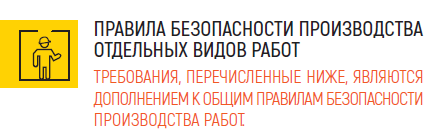 ПРАВИЛА БЕЗОПАСНОСТИ ПРОИЗВОДСТВА
ОТДЕЛЬНЫХ ВИДОВ РАБОТ
ТРЕБОВАНИЯ, ПЕРЕЧИСЛЕННЫЕ НИЖЕ, ЯВЛЯЮТСЯ
ДОПОЛНЕНИЕМ К ОБЩИМ ПРАВИЛАМ БЕЗОПАСНОСТИ
ПРОИЗВОДСТВА РАБОТ.